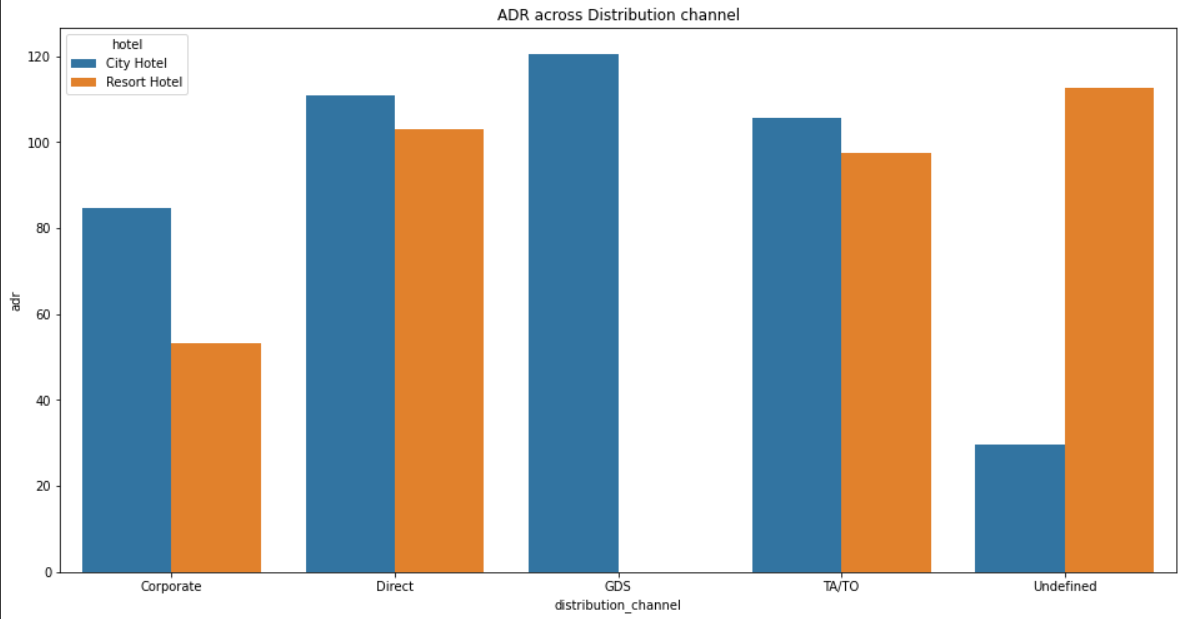 ADR across Distribution channel
hotel
City Hotel
Resort Hotel
120
100
80
60
40
20
0
adr
Corporate
Direct
GDS
TA/TO
Undefined
distribution_channel